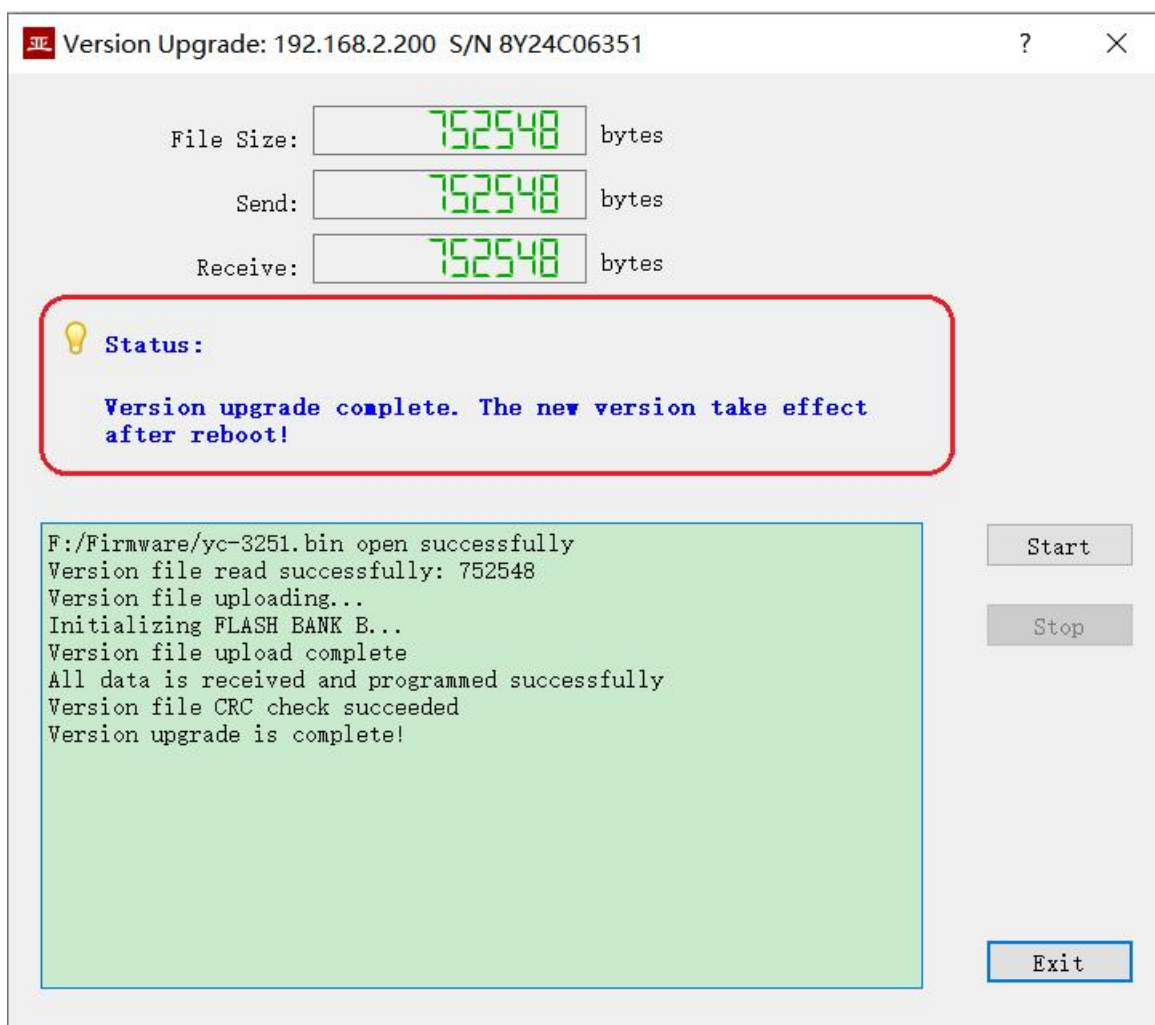 亚 Version Upgrade: 192.168.2.200 S/N 8Y24C06351 ? ×
File Size: 752548 bytes
Send: 752548 bytes
Receive: 752548 bytes
Status:
Version upgrade complete. The new version take effect
after reboot!
F:/Firmware/yc-3251.bin open successfully
Version file read successfully: 752548
Version file uploading...
Initializing FLASH BANK B...
Version file upload complete
All data is received and programmed successfully
Version file CRC check succeeded
Version upgrade is complete!
Start
Stop
Exit